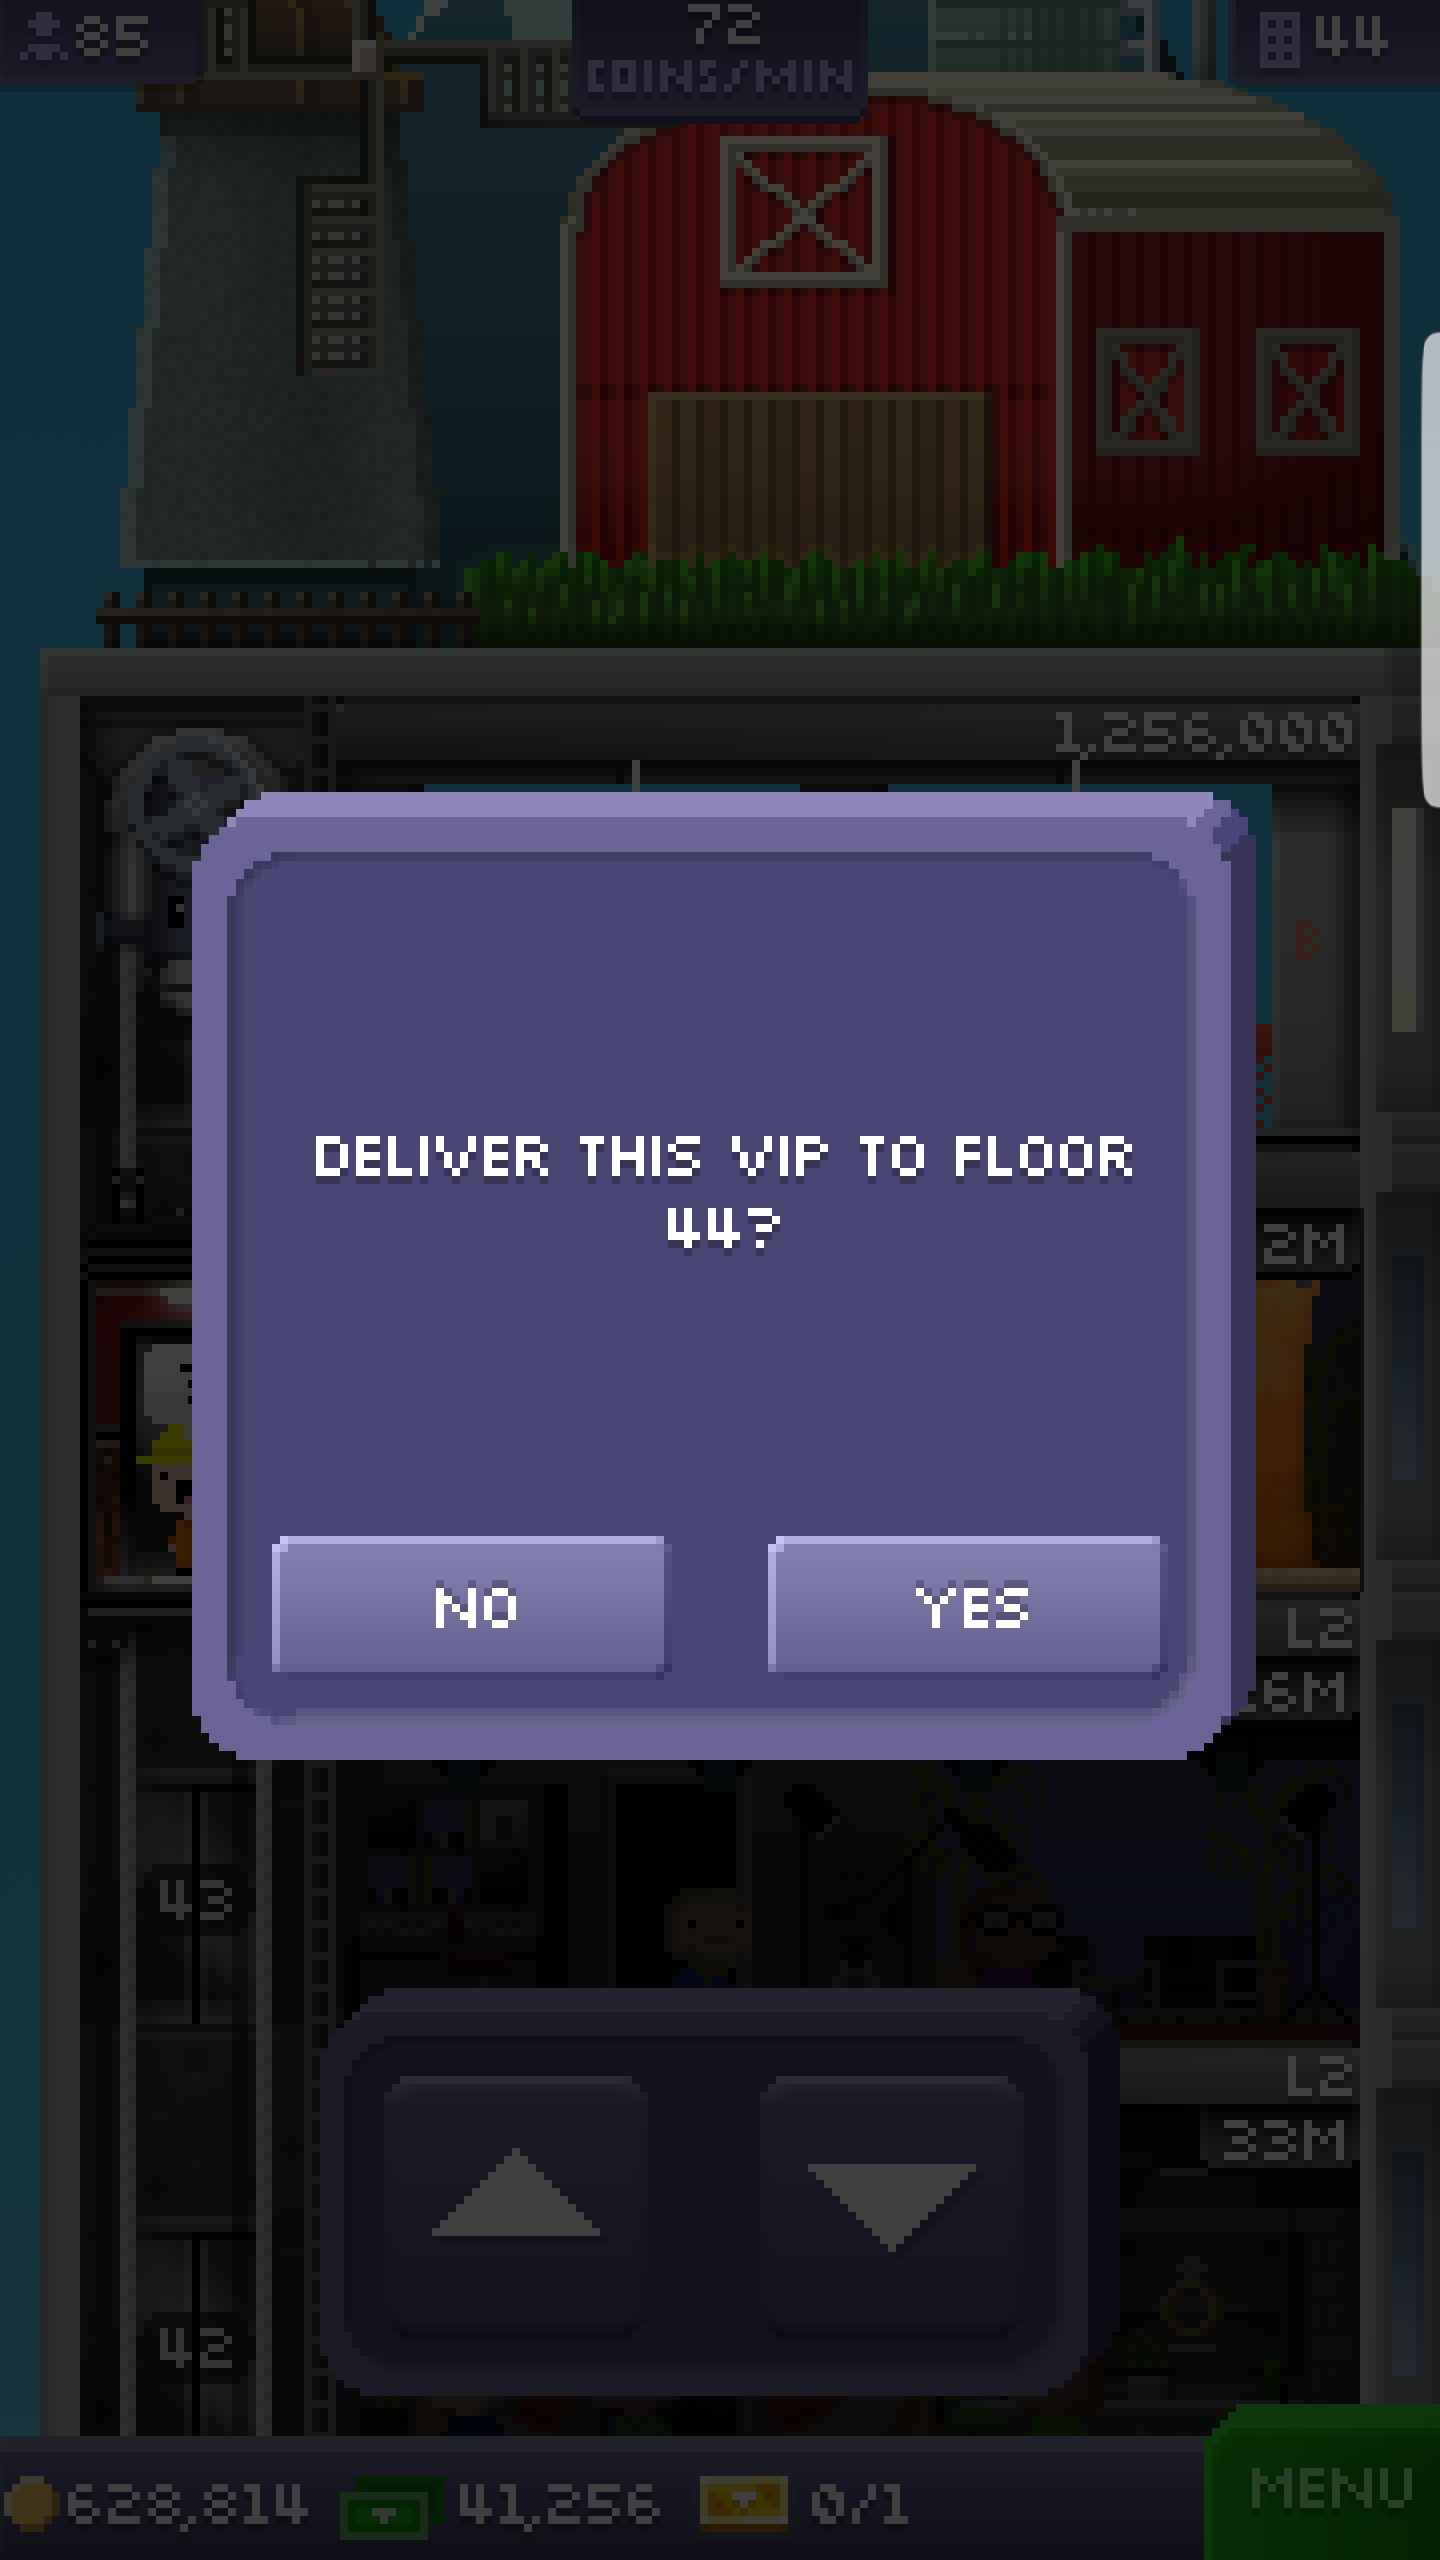 85
72
COINS/MIN
44
1,256,000
B
DELIVER THIS VIP TO FLOOR
44?
2M
NO
YES
L2
6M
43
L2
33M
42
628,814
41,256
0/1
MENU